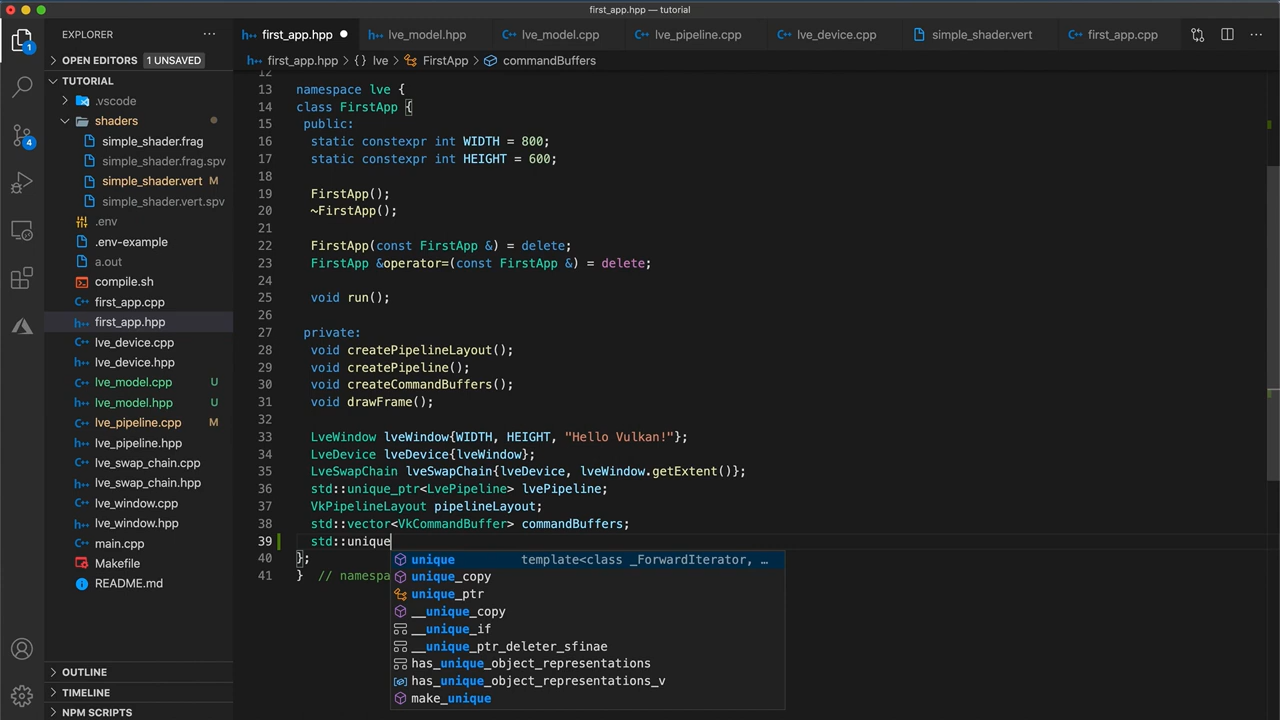 first_app.hpp — tutorial
EXPLORER
first_app.hpp
lve_model.hpp
lve_model.cpp
lve_pipeline.cpp
lve_device.cpp
simple_shader.vert
first_app.cpp
1
OPEN EDITORS 1 UNSAVED
first_app.hpp > {} lve > FirstApp > commandBuffers
TUTORIAL
.vscode
shaders
simple_shader.frag
simple_shader.frag.spv
simple_shader.vert M
simple_shader.vert.spv
.env
.env-example
a.out
compile.sh
first_app.cpp
first_app.hpp
lve_device.cpp
lve_device.hpp
lve_model.cpp U
lve_model.hpp U
lve_pipeline.cpp M
lve_pipeline.hpp
lve_swap_chain.cpp
lve_swap_chain.hpp
lve_window.cpp
lve_window.hpp
main.cpp
Makefile
README.md
OUTLINE
TIMELINE
NPM SCRIPTS
4
12
13 namespace lve {
14 class FirstApp {
15 public:
16 static constexpr int WIDTH = 800;
17 static constexpr int HEIGHT = 600;
18
19 FirstApp();
20 ~FirstApp();
21
22 FirstApp(const FirstApp &) = delete;
23 FirstApp &operator=(const FirstApp &) = delete;
24
25 void run();
26
27 private:
28 void createPipelineLayout();
29 void createPipeline();
30 void createCommandBuffers();
31 void drawFrame();
32
33 LveWindow lveWindow{WIDTH, HEIGHT, "Hello Vulkan!"};
34 LveDevice lveDevice{lveWindow};
35 LveSwapChain lveSwapChain{lveDevice, lveWindow.getExtent()};
36 std::unique_ptr<LvePipeline> lvePipeline;
37 VkPipelineLayout pipelineLayout;
38 std::vector<VkCommandBuffer> commandBuffers;
39 std::unique
40 };
41 } // namespa
unique template<class _ForwardIterator, …
unique_copy
unique_ptr
__unique_copy
__unique_if
__unique_ptr_deleter_sfinae
has_unique_object_representations
has_unique_object_representations_v
make_unique